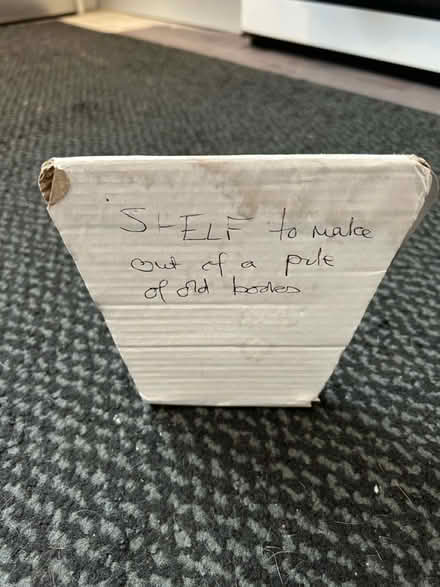 SHELF to make
out of a pile
of old books